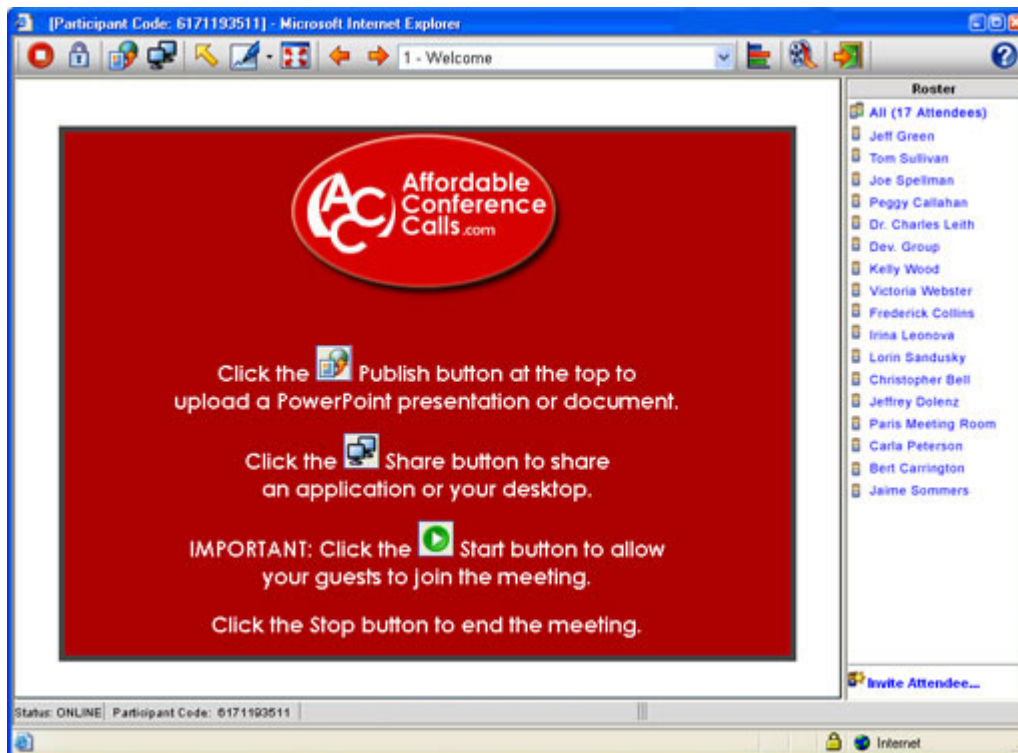 [Participant Code: 6171193511] - Microsoft Internet Explorer
1 - Welcome
Roster
All (17 Attendees)
Jeff Green
Tom Sullivan
Joe Spellman
Peggy Callahan
Dr. Charles Leith
Dev. Group
Kelly Wood
Victoria Webster
Frederick Collins
Irina Leonova
Lorin Sandusky
Christopher Bell
Jeffrey Dolenz
Paris Meeting Room
Carla Peterson
Bert Carrington
Jaime Sommers
Invite Attendee...
ACC
Affordable
Conference
Calls.com
Click the Publish button at the top to
upload a PowerPoint presentation or document.
Click the Share button to share
an application or your desktop.
IMPORTANT: Click the Start button to allow
your guests to join the meeting.
Click the Stop button to end the meeting.
Status: ONLINE Participant Code: 6171193511
Internet